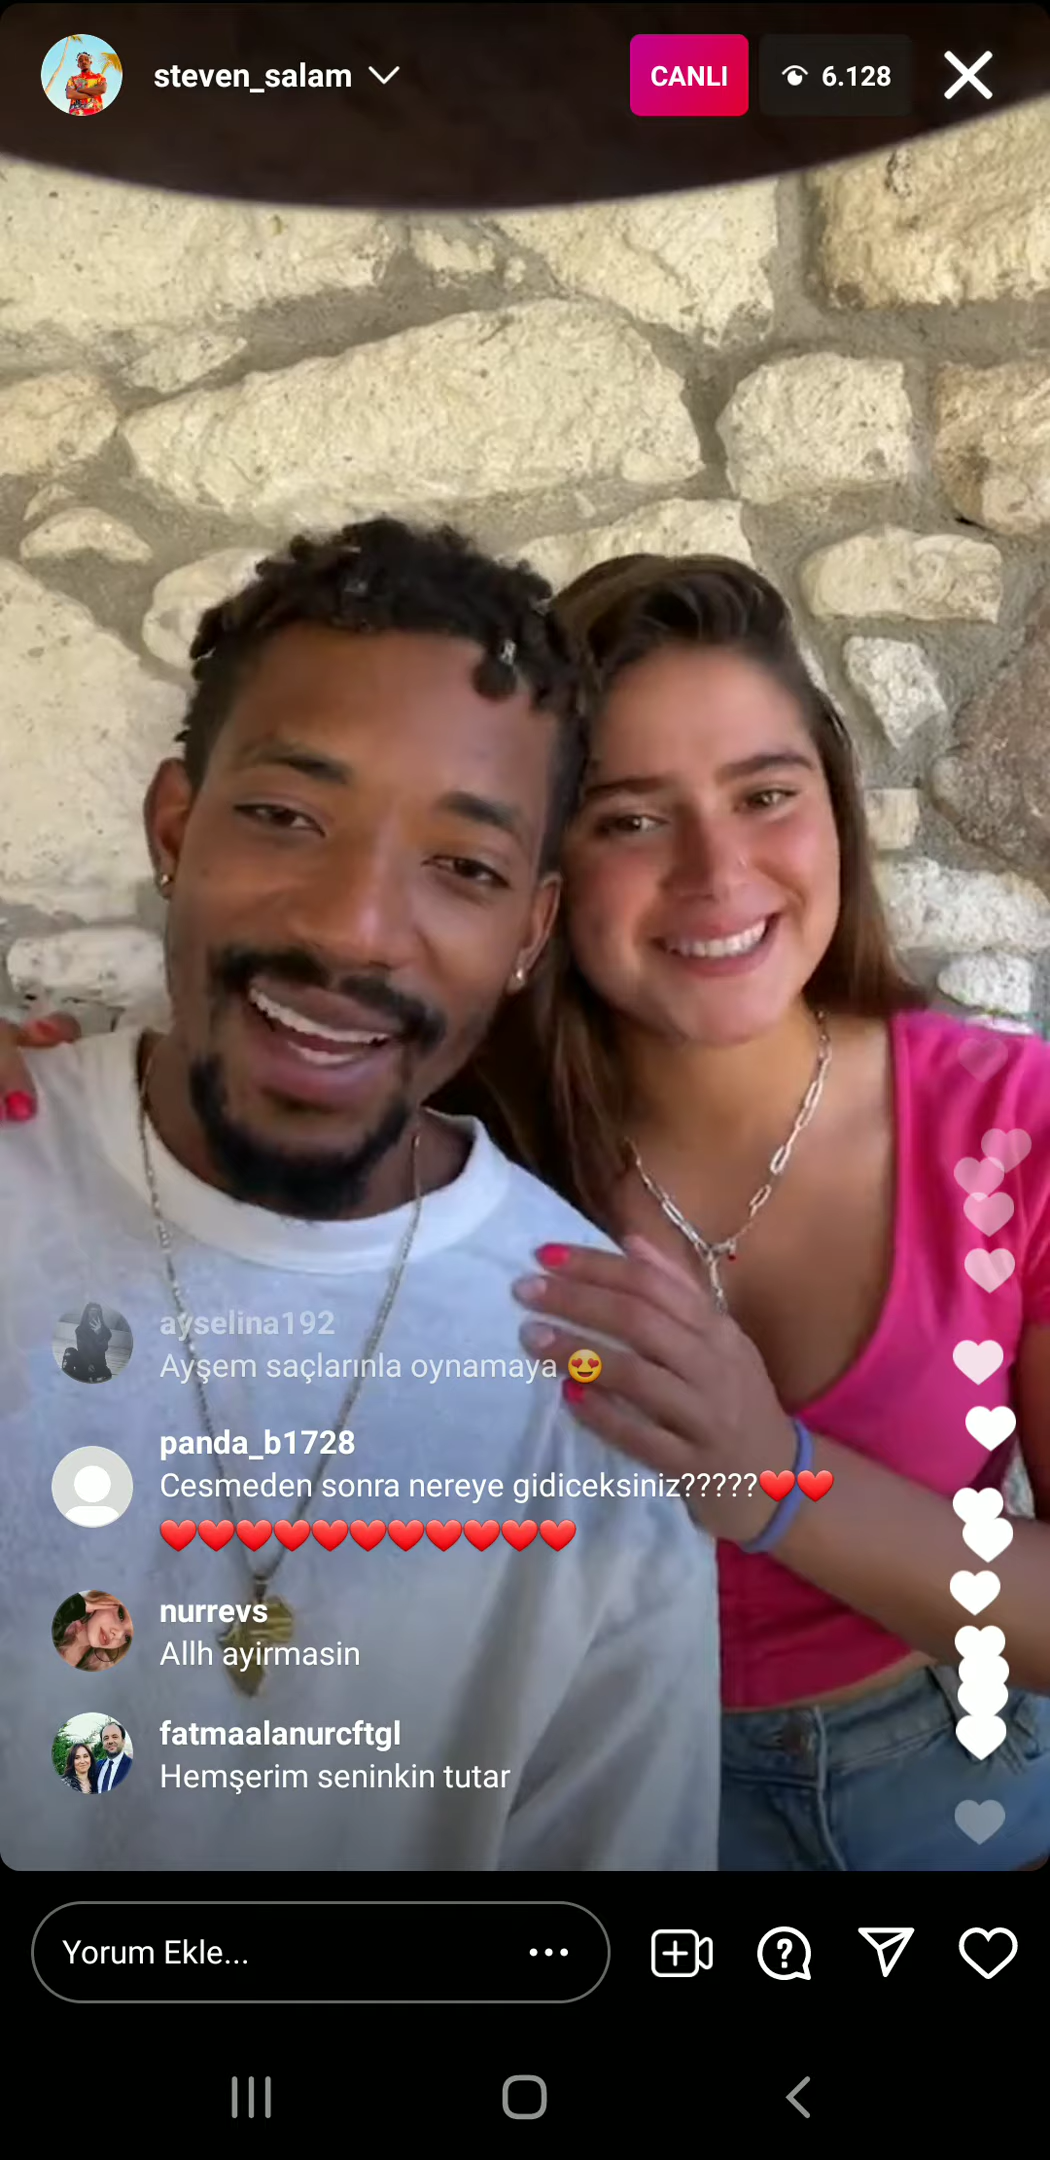 steven_salam
CANLI
6.128
ayselina192
Ayşem saçlarınla oynamaya 😍
panda_b1728
Cesmeden sonra nereye gidiceksiniz?????❤️❤️
❤️❤️❤️❤️❤️❤️❤️❤️❤️❤️❤️
nurrevs
Allh ayirmasin
fatmaalanurcftgl
Hemşerim seninkin tutar
Yorum Ekle...